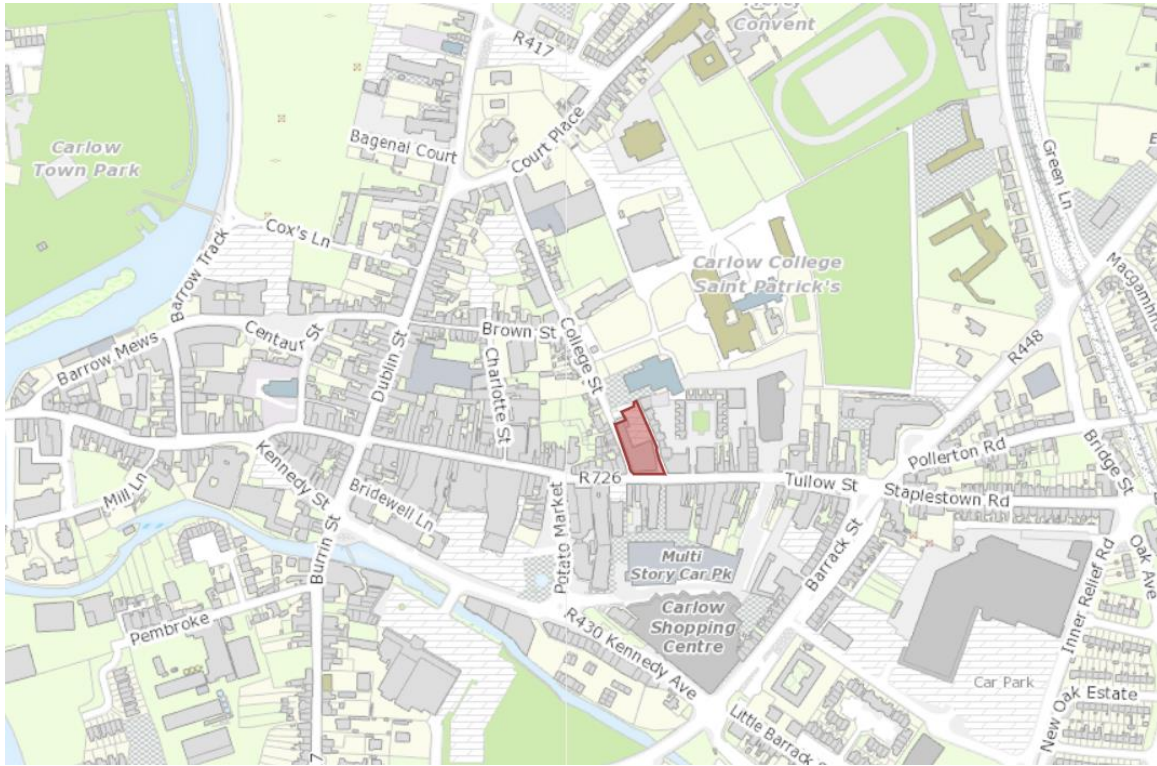 R417
Convent
Carlow
Town Park
Bagenal Court
Court Place
Green Ln
Cox's Ln
Barrow Track
Carlow College
Saint Patrick's
Centaur St
Brown St
College St
Barrow Mews
Dublin St
Charlotte St
R448
Pollerton Rd
Bridge St
Mill Ln
Kennedy St
Bridewell Ln
R726
Tullow St
Staplestown Rd
Potato Market
Burrin St
Multi
Story Car Pk
Barrack St
Inner Relief Rd
Oak Ave
Carlow
Shopping
Centre
Pembroke
R430 Kennedy Ave
Car Park
New Oak Estate
Little Barrack
7